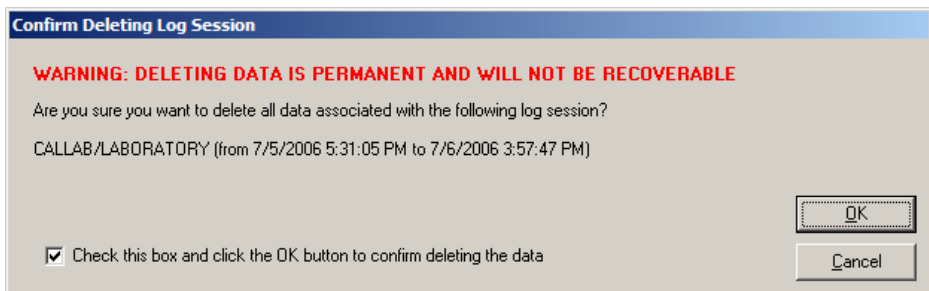 Confirm Deleting Log Session
WARNING: DELETING DATA IS PERMANENT AND WILL NOT BE RECOVERABLE
Are you sure you want to delete all data associated with the following log session?
CALLAB/LABORATORY (from 7/5/2006 5:31:05 PM to 7/6/2006 3:57:47 PM)
OK
Check this box and click the OK button to confirm deleting the data
Cancel